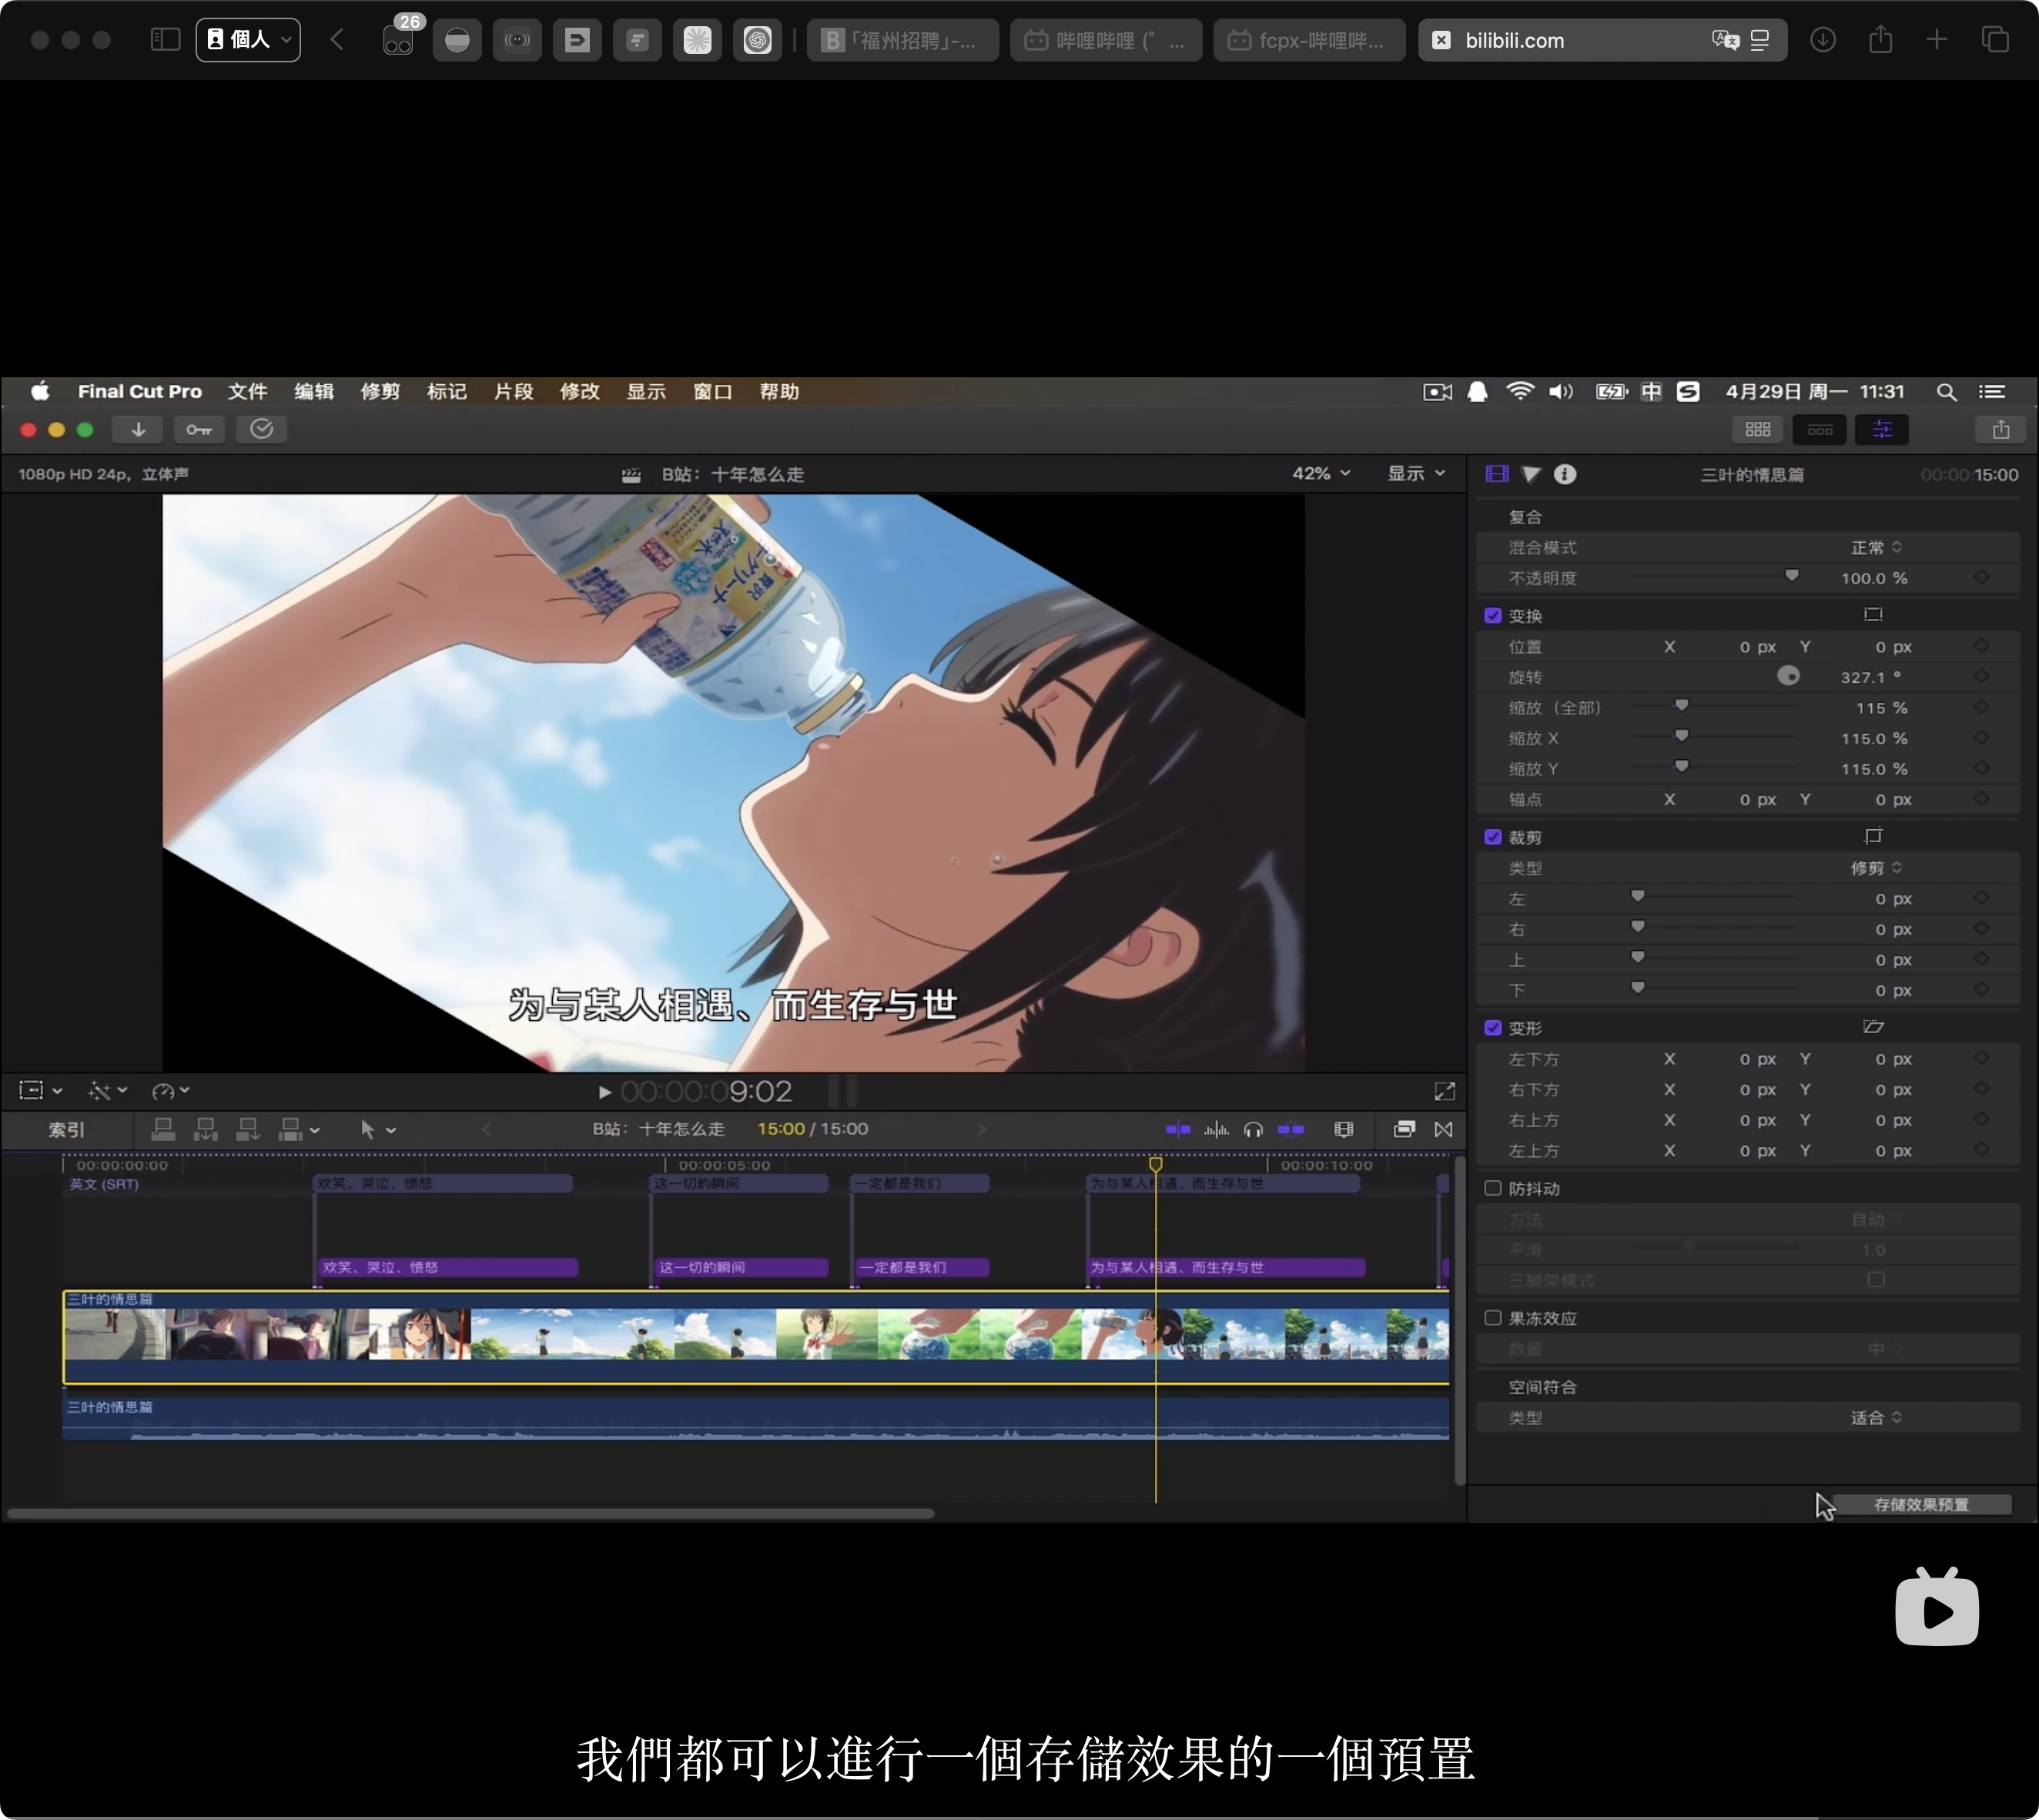 個人
26
「福州招聘」-...
哔哩哔哩 (゜...
fcpx-哔哩哔...
bilibili.com
Final Cut Pro 文件 编辑 修剪 标记 片段 修改 显示 窗口 帮助
中 4月29日 周一 11:31
1080p HD 24p，立体声
B站：十年怎么走
42% 显示
三叶的情思篇
00:00:15:00
复合
混合模式 正常
不透明度 100.0 %
变换
位置 X 0 px Y 0 px
旋转 327.1 °
缩放（全部） 115 %
缩放 X 115.0 %
缩放 Y 115.0 %
锚点 X 0 px Y 0 px
裁剪
类型 修剪
左 0 px
右 0 px
上 0 px
下 0 px
变形
左下方 X 0 px Y 0 px
右下方 X 0 px Y 0 px
右上方 X 0 px Y 0 px
左上方 X 0 px Y 0 px
防抖动
方法 自动
平滑 1.0
三脚架模式
果冻效应
数量 中
空间符合
类型 适合
存储效果预置
为与某人相遇、而生存与世
00:00:09:02
索引
B站：十年怎么走 15:00 / 15:00
00:00:00:00 00:00:05:00 00:00:10:00
英文 (SRT) 欢笑、哭泣、愤怒 这一切的瞬间 一定都是我们 为与某人相遇、而生存与世
欢笑、哭泣、愤怒 这一切的瞬间 一定都是我们 为与某人相遇、而生存与世
三叶的情思篇
三叶的情思篇
我們都可以進行一個存儲效果的一個預置